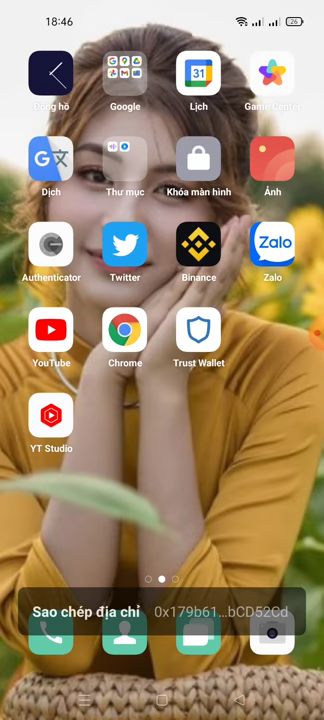 18:46
26
31
Đồng hồ
Google
Lịch
Game Center
Dịch
Thư mục
Khóa màn hình
Ảnh
Zalo
Authenticator
Twitter
Binance
Zalo
YouTube
Chrome
Trust Wallet
YT Studio
Sao chép địa chỉ 0x179b61...bCD52Cd